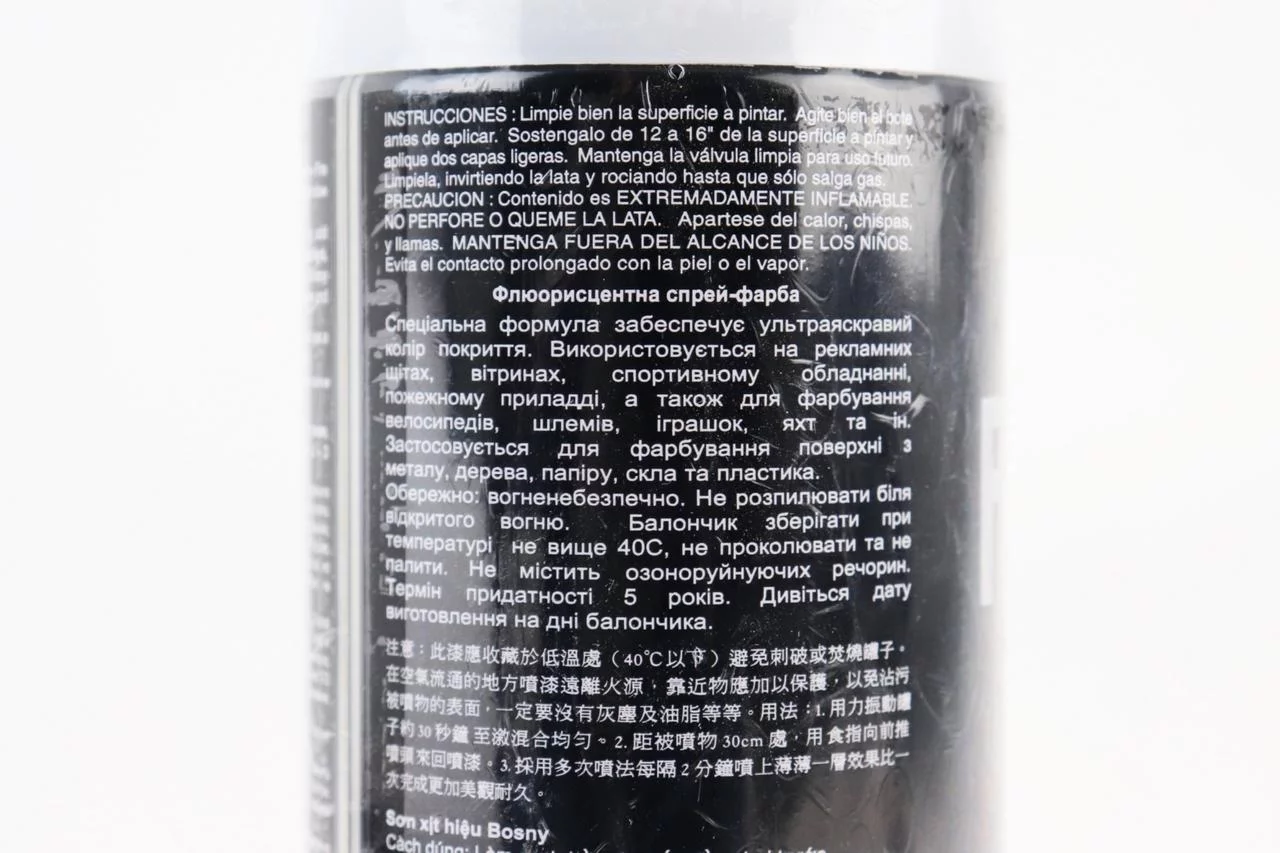 INSTRUCCIONES : Limpie bien la superficie a pintar. Agite bien el bote
antes de aplicar. Sostengalo de 12 a 16" de la superficie a pintar y
aplique dos capas ligeras. Mantenga la válvula limpia para uso futuro.
Limpiela, invirtiendo la lata y rociando hasta que sólo salga gas.
PRECAUCION : Contenido es EXTREMADAMENTE INFLAMABLE.
NO PERFORE O QUEME LA LATA. Apartese del calor, chispas,
y llamas. MANTENGA FUERA DEL ALCANCE DE LOS NIÑOS.
Evita el contacto prolongado con la piel o el vapor.
Флюорисцентна спрей-фарба
Спеціальна формула забеспечує ультраяскравий
колір покриття. Використовується на рекламних
щітах, вітринах, спортивному обладнанні,
пожежному приладді, а також для фарбування
велосипедів, шлемів, іграшок, яхт та ін.
Застосовується для фарбування поверхні з
металу, дерева, папіру, скла та пластика.
Обережно: вогненебезпечно. Не розпилювати біля
відкритого вогню. Балончик зберігати при
температурі не вище 40С, не проколювати та не
палити. Не містить озоноруйнуючих речорин.
Термін придатності 5 років. Дивіться дату
виготовлення на дні балончика.
注意：此漆應收藏於低溫處（40℃以下）避免刺破或焚燒罐子。
在空氣流通的地方噴漆遠離火源，靠近物應加以保護，以免沾污
被噴物的表面，一定要沒有灰塵及油脂等等。用法：1.用力振動罐
子約30秒鐘至漵混合均勻。2.距被噴物30cm處，用食指向前推
噴頭來回噴漆。3.採用多次噴法每隔2分鐘噴上薄薄一層效果比一
次完成更加美觀耐久。
Sơn xịt hiệu Bosny
Cách dùng: